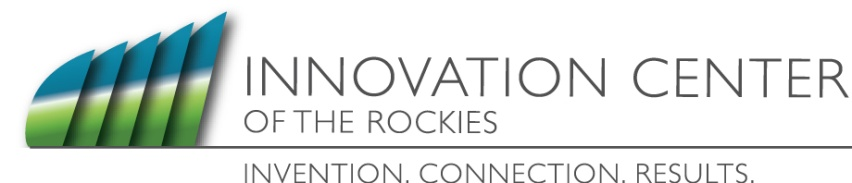 INNOVATION CENTER
OF THE ROCKIES
INVENTION. CONNECTION. RESULTS.